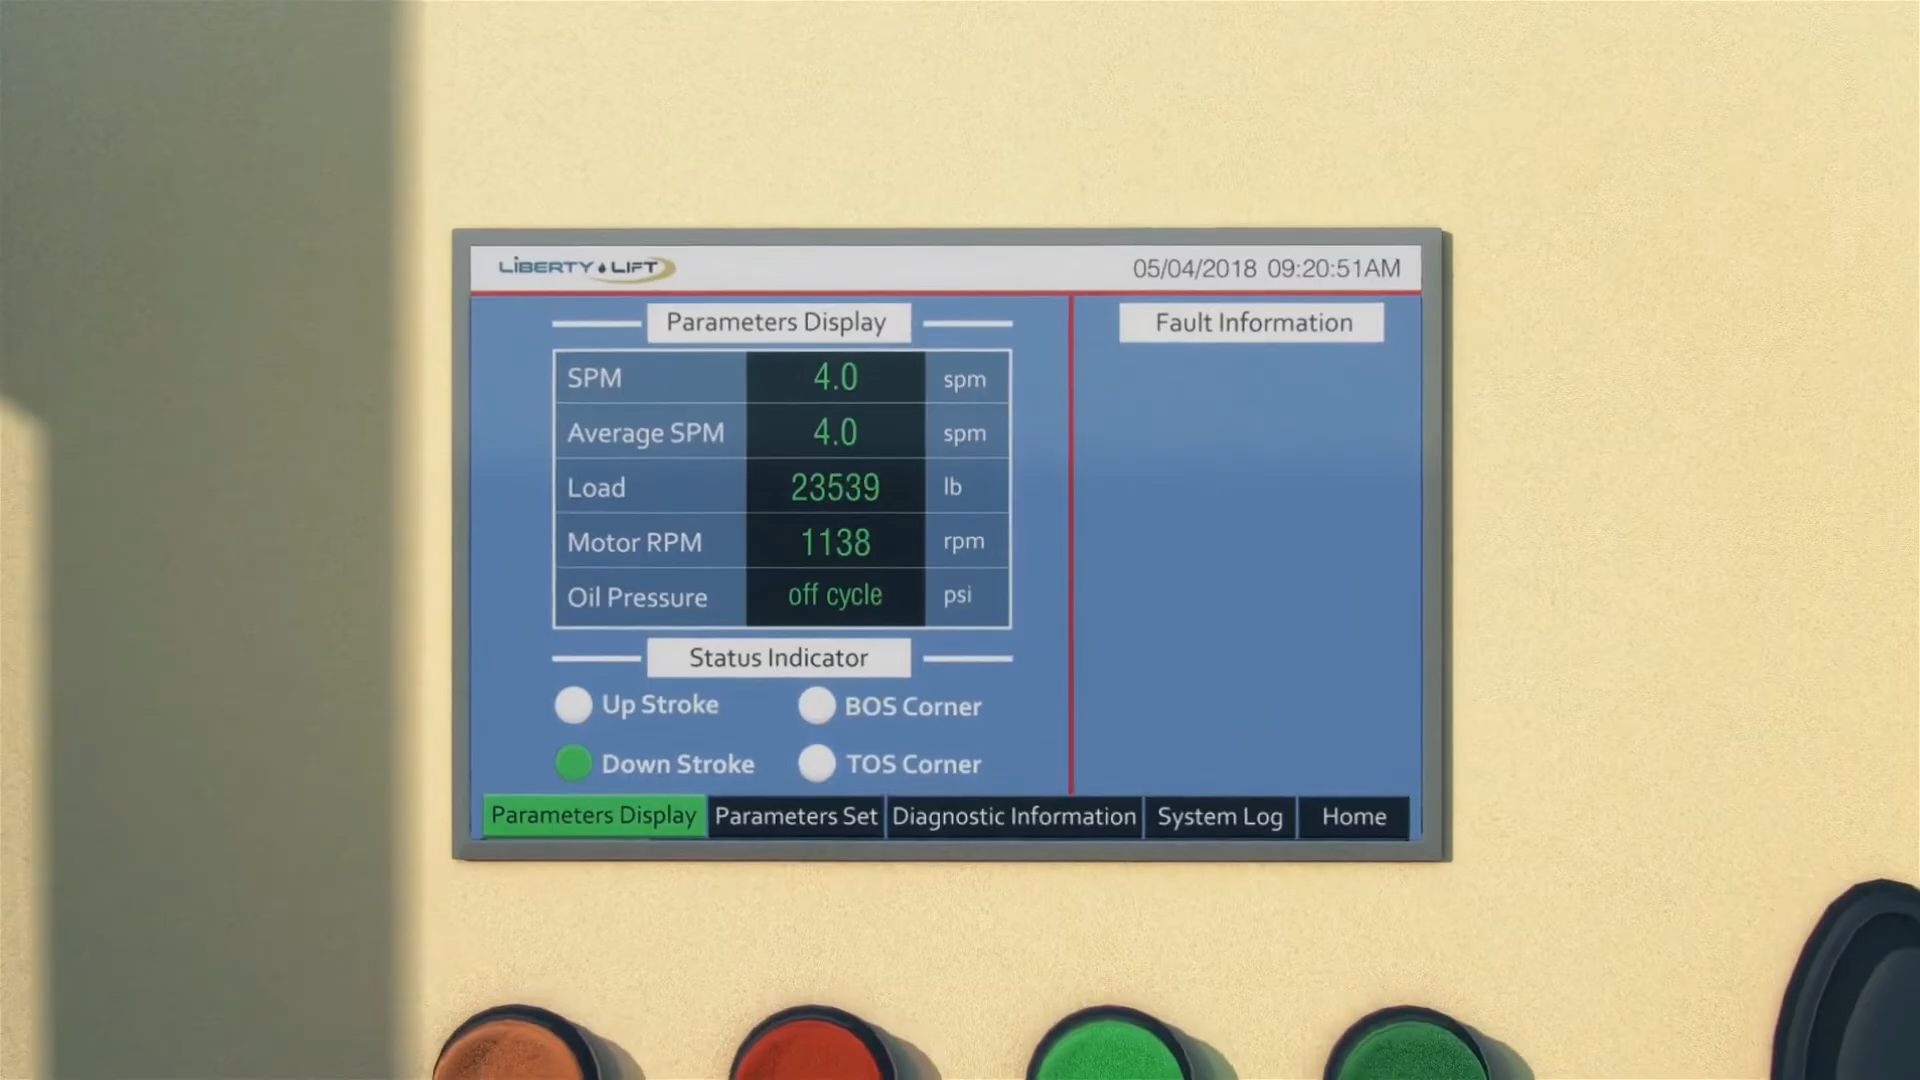 LIBERTY LIFT
05/04/2018 09:20:51AM
Parameters Display
Fault Information
SPM 4.0 spm
Average SPM 4.0 spm
Load 23539 lb
Motor RPM 1138 rpm
Oil Pressure off cycle psi
Status Indicator
Up Stroke BOS Corner
Down Stroke TOS Corner
Parameters Display Parameters Set Diagnostic Information System Log Home